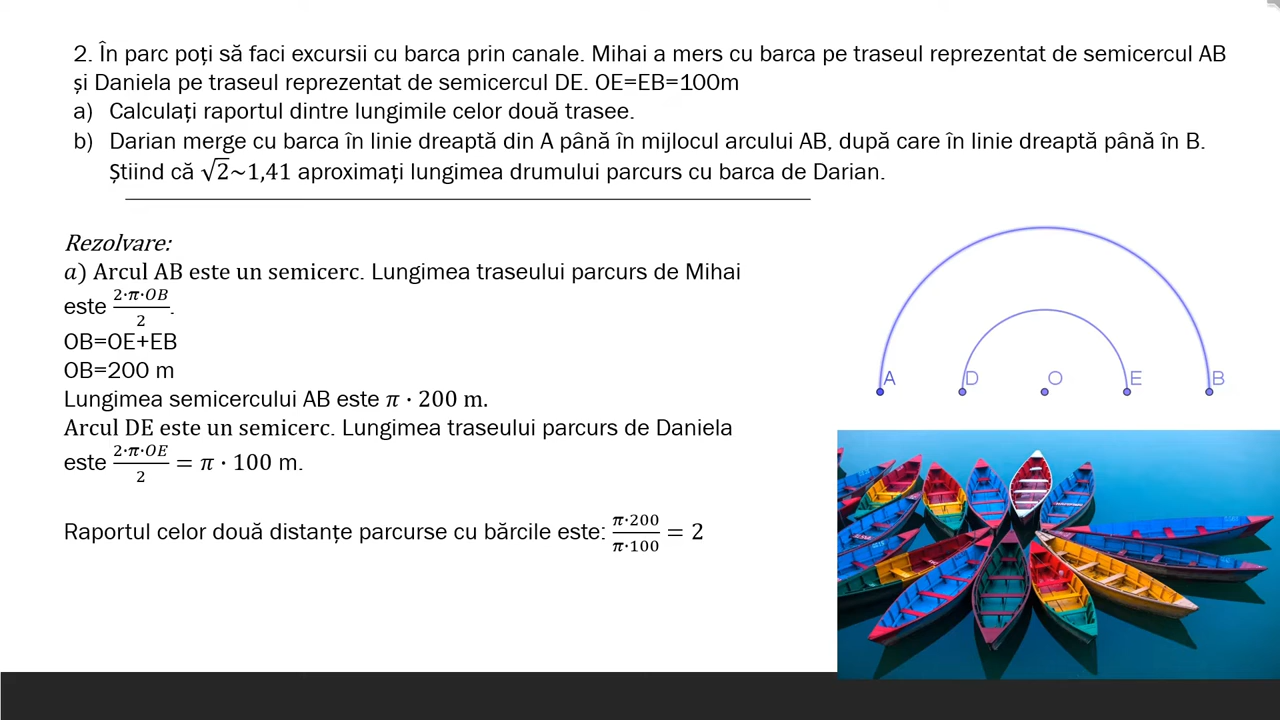 2. În parc poți să faci excursii cu barca prin canale. Mihai a mers cu barca pe traseul reprezentat de semicercul AB
și Daniela pe traseul reprezentat de semicercul DE. OE=EB=100m
a) Calculați raportul dintre lungimile celor două trasee.
b) Darian merge cu barca în linie dreaptă din A până în mijlocul arcului AB, după care în linie dreaptă până în B.
Știind că √2~1,41 aproximați lungimea drumului parcurs cu barca de Darian.
Rezolvare:
a) Arcul AB este un semicerc. Lungimea traseului parcurs de Mihai
este 2·π·OB/2.
OB=OE+EB
OB=200 m
Lungimea semicercului AB este π · 200 m.
Arcul DE este un semicerc. Lungimea traseului parcurs de Daniela
este 2·π·OE/2 = π · 100 m.
Raportul celor două distanțe parcurse cu bărcile este: π·200/π·100 = 2
A D O E B